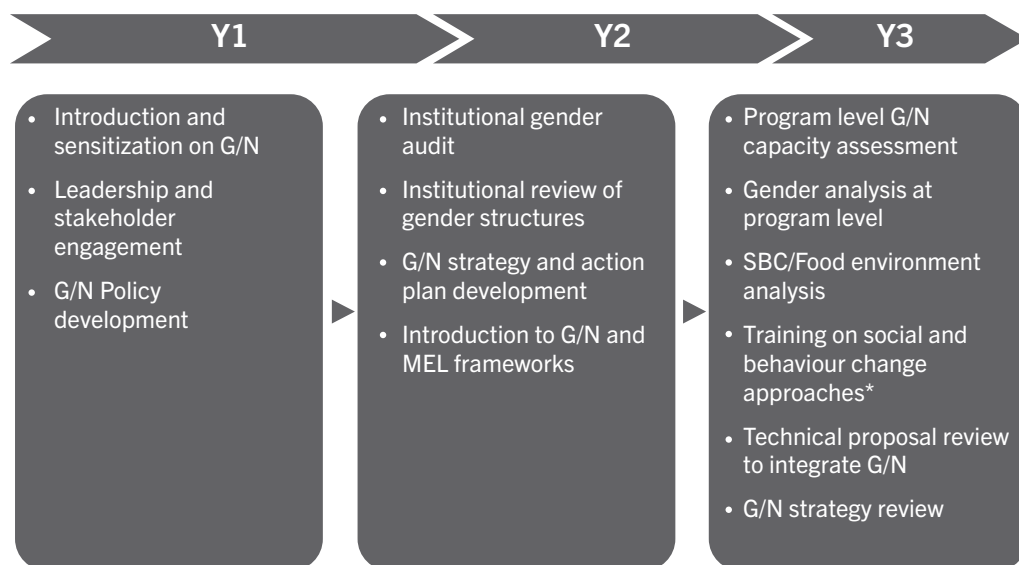 Y1
Y2
Y3
• Introduction and
sensitization on G/N
• Leadership and
stakeholder
engagement
• G/N Policy
development
• Institutional gender
audit
• Institutional review of
gender structures
• G/N strategy and action
plan development
• Introduction to G/N and
MEL frameworks
• Program level G/N
capacity assessment
• Gender analysis at
program level
• SBC/Food environment
analysis
• Training on social and
behaviour change
approaches*
• Technical proposal review
to integrate G/N
• G/N strategy review